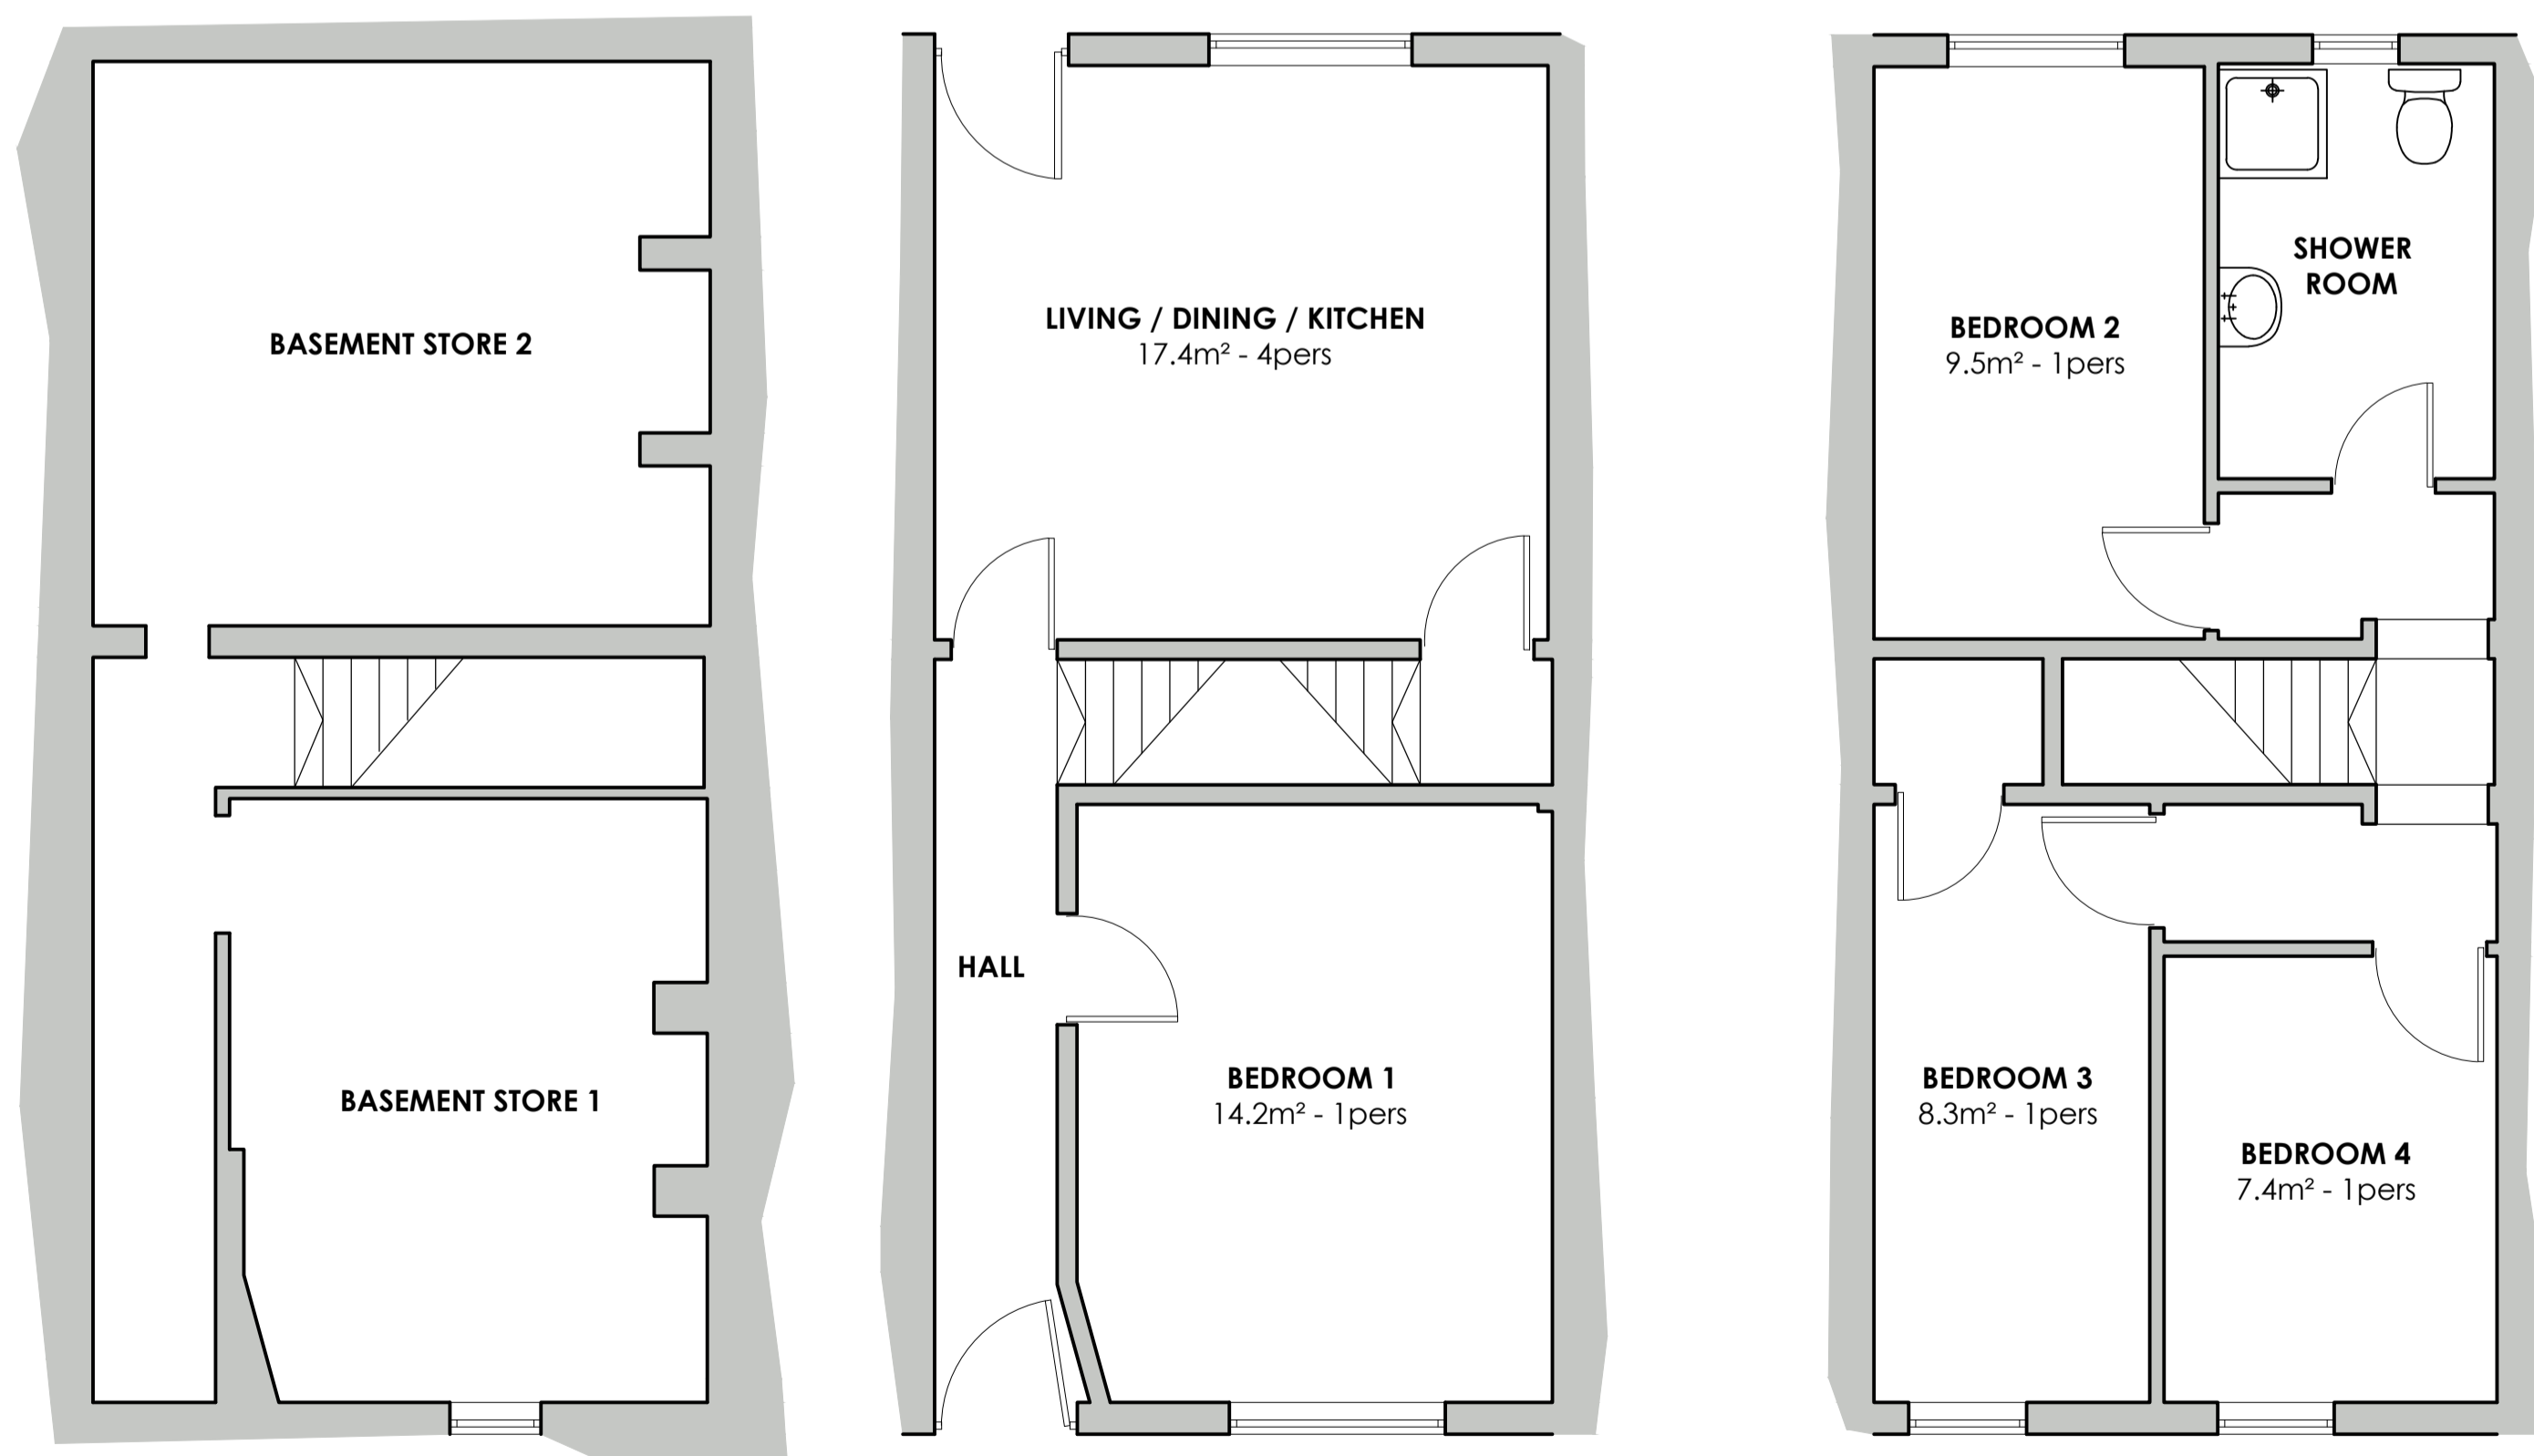 BASEMENT STORE 2
BASEMENT STORE 1
LIVING / DINING / KITCHEN
17.4m² - 4pers
HALL
BEDROOM 1
14.2m² - 1pers
SHOWER
ROOM
BEDROOM 2
9.5m² - 1pers
BEDROOM 3
8.3m² - 1pers
BEDROOM 4
7.4m² - 1pers